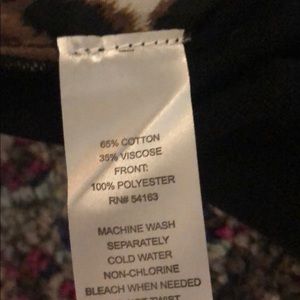 65% COTTON
35% VISCOSE
FRONT:
100% POLYESTER
RN# 54163
MACHINE WASH
SEPARATELY
COLD WATER
NON-CHLORINE
BLEACH WHEN NEEDED
TWIST